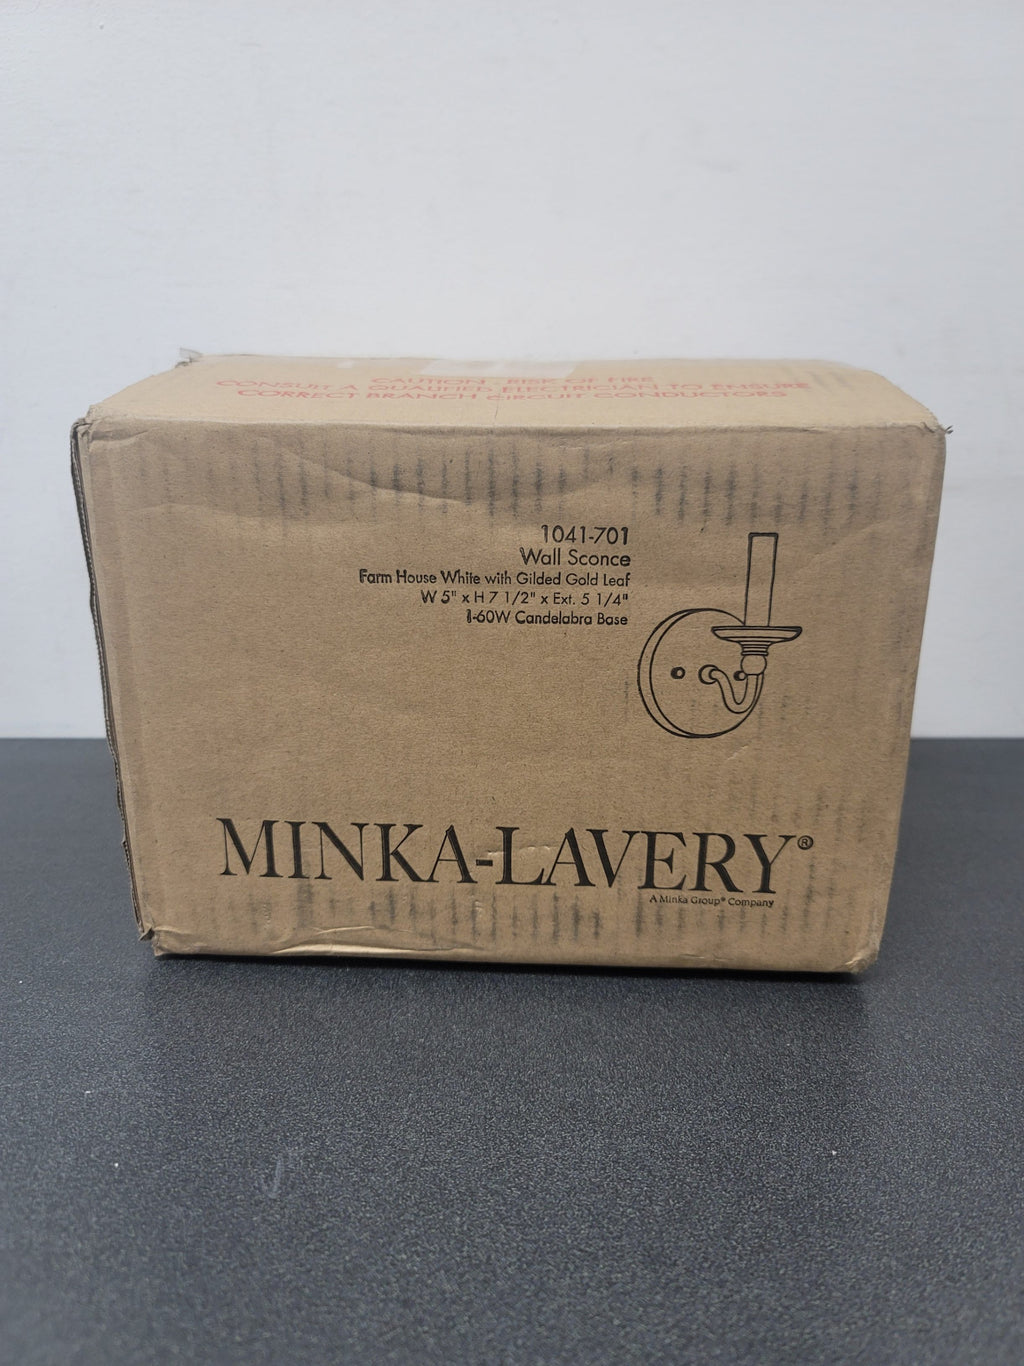 CAUTION - RISK OF FIRE
CONSULT A QUALIFIED ELECTRICIAN TO ENSURE
CORRECT BRANCH CIRCUIT CONDUCTORS
1041-701
Wall Sconce
Farm House White with Gilded Gold Leaf
W 5" x H 7 1/2" x Ext. 5 1/4"
1-60W Candelabra Base
MINKA-LAVERY®
A Minka Group® Company